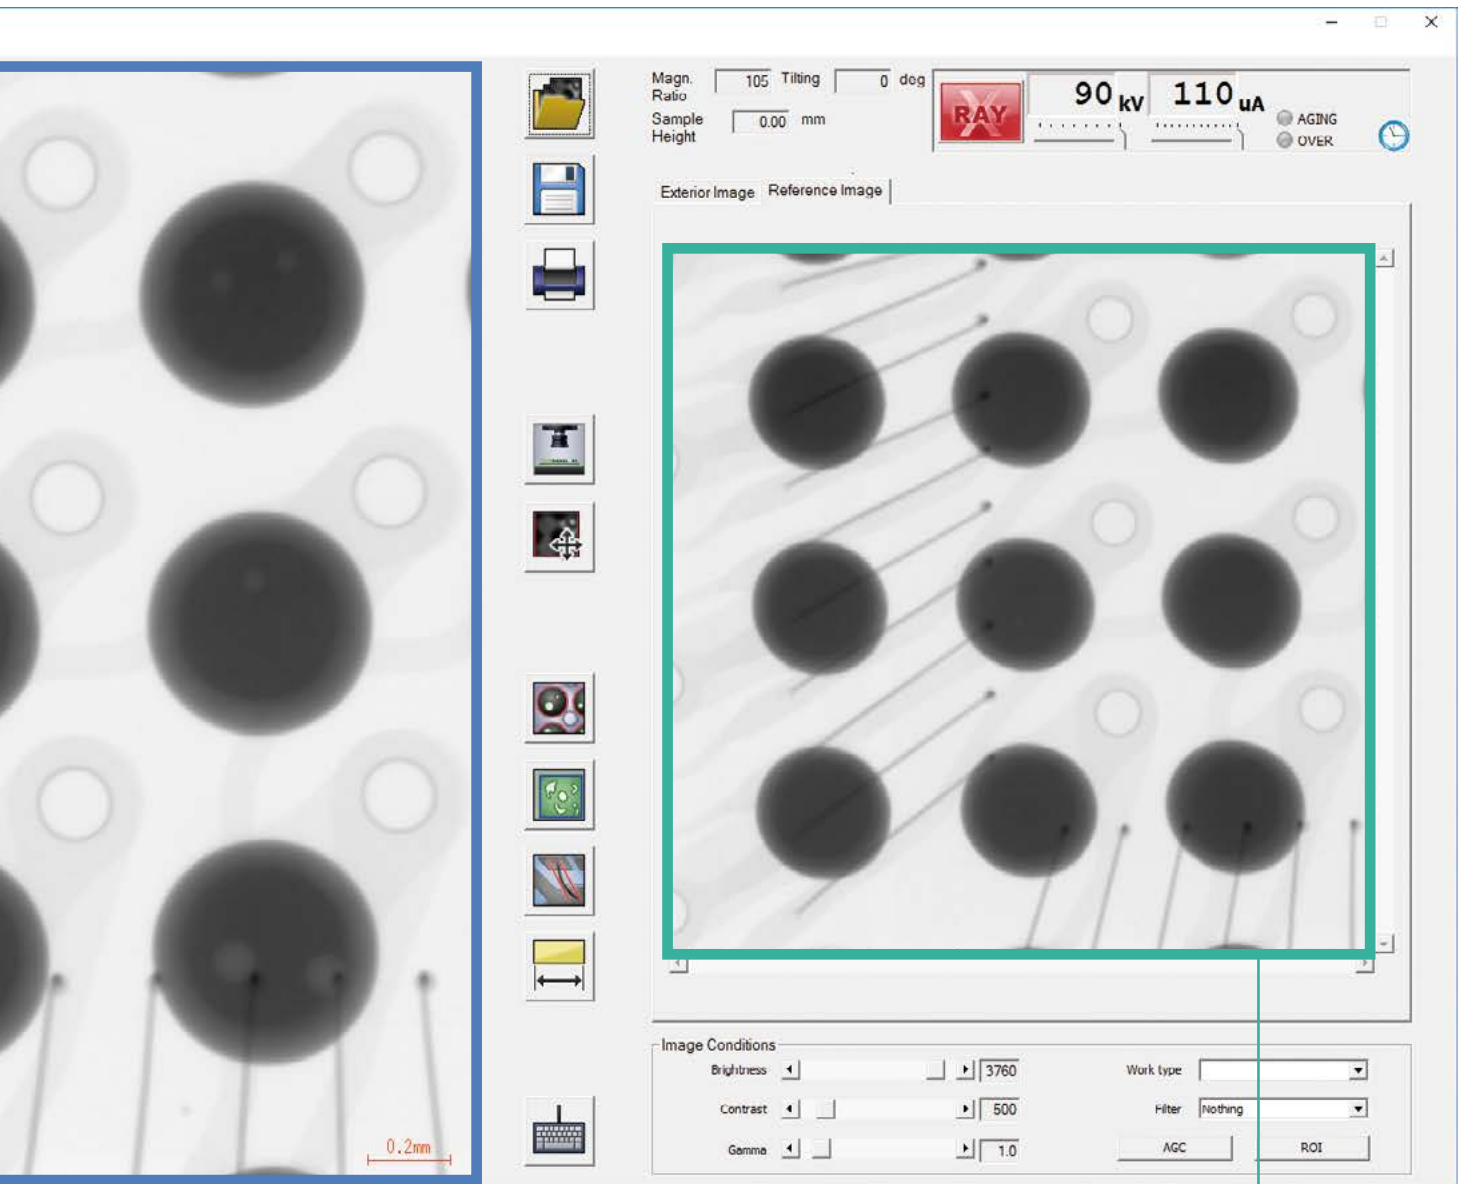 Magn. Ratio 105 Tilting 0 deg
Sample Height 0.00 mm
X RAY 90 kV 110 uA
AGING
OVER
Exterior Image Reference Image
Image Conditions
Brightness 3760 Work type
Contrast 500 Filter Nothing
Gamma 1.0 AGC ROI
0.2mm